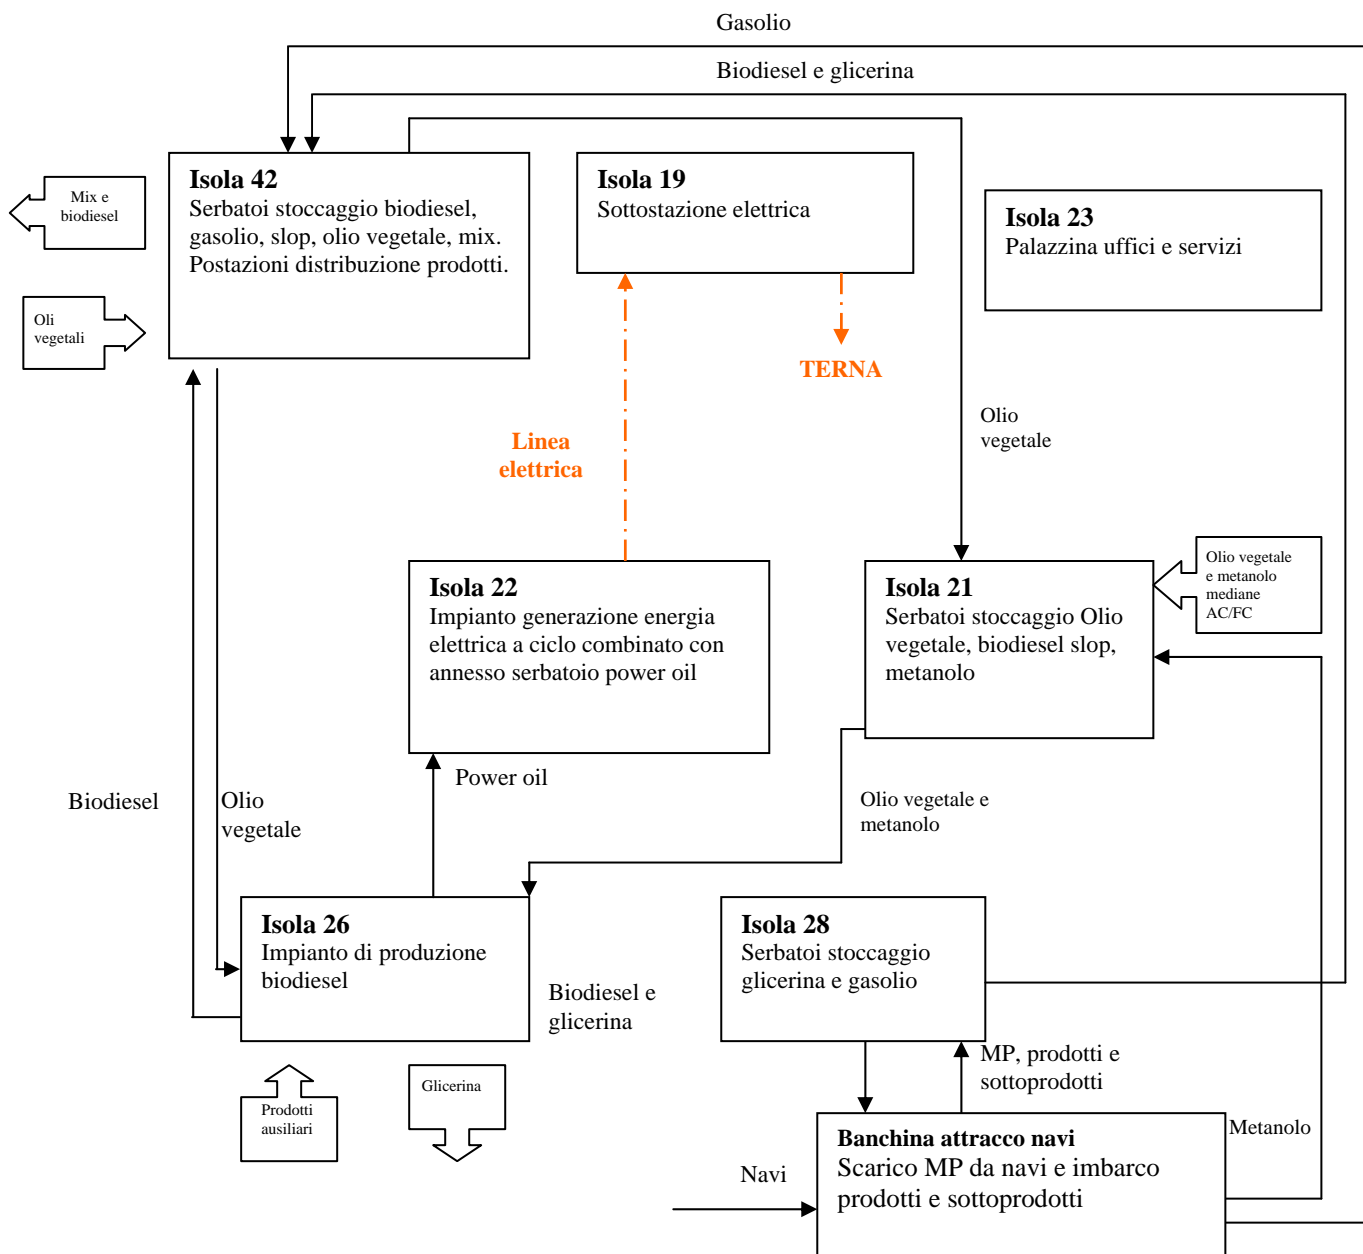 Gasolio
Biodiesel e glicerina
Isola 42
Serbatoi stoccaggio biodiesel,
gasolio, slop, olio vegetale, mix.
Postazioni distribuzione prodotti.
Isola 19
Sottostazione elettrica
Isola 23
Palazzina uffici e servizi
Mix e
biodiesel
Oli
vegetali
TERNA
Linea
elettrica
Olio
vegetale
Isola 22
Impianto generazione energia
elettrica a ciclo combinato con
annesso serbatoio power oil
Isola 21
Serbatoi stoccaggio Olio
vegetale, biodiesel slop,
metanolo
Olio vegetale
e metanolo
mediane
AC/FC
Power oil
Biodiesel
Olio
vegetale
Olio vegetale e
metanolo
Isola 26
Impianto di produzione
biodiesel
Biodiesel e
glicerina
Isola 28
Serbatoi stoccaggio
glicerina e gasolio
MP, prodotti e
sottoprodotti
Prodotti
ausiliari
Glicerina
Navi
Banchina attracco navi
Scarico MP da navi e imbarco
prodotti e sottoprodotti
Metanolo